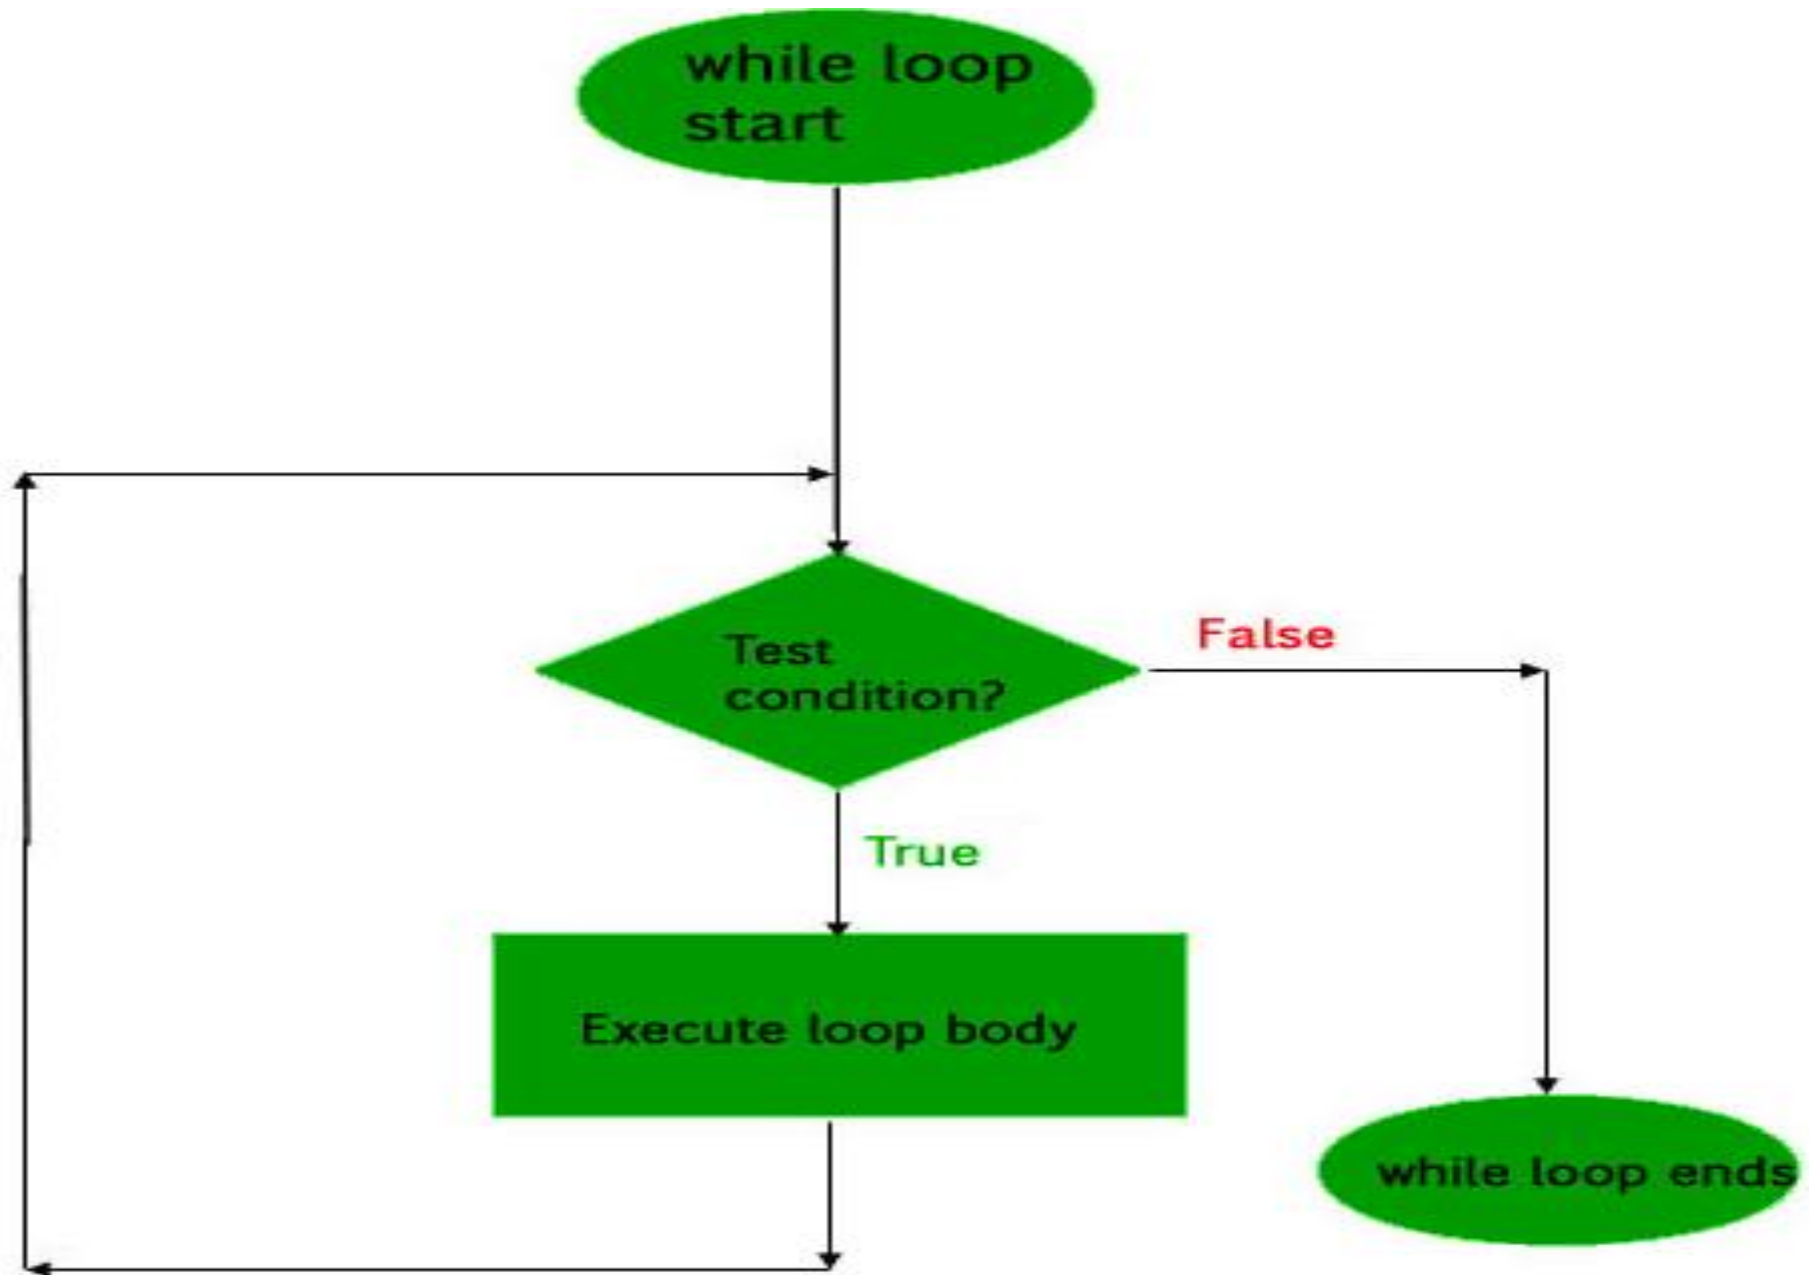 while loop
start
Test
condition?
False
True
Execute loop body
while loop ends